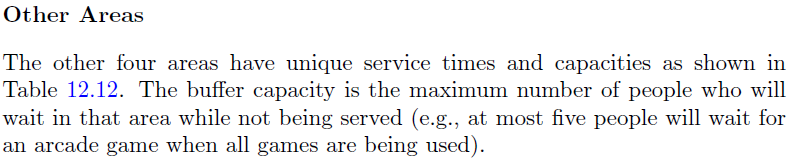 Other Areas
The other four areas have unique service times and capacities as shown in
Table 12.12. The buffer capacity is the maximum number of people who will
wait in that area while not being served (e.g., at most five people will wait for
an arcade game when all games are being used).